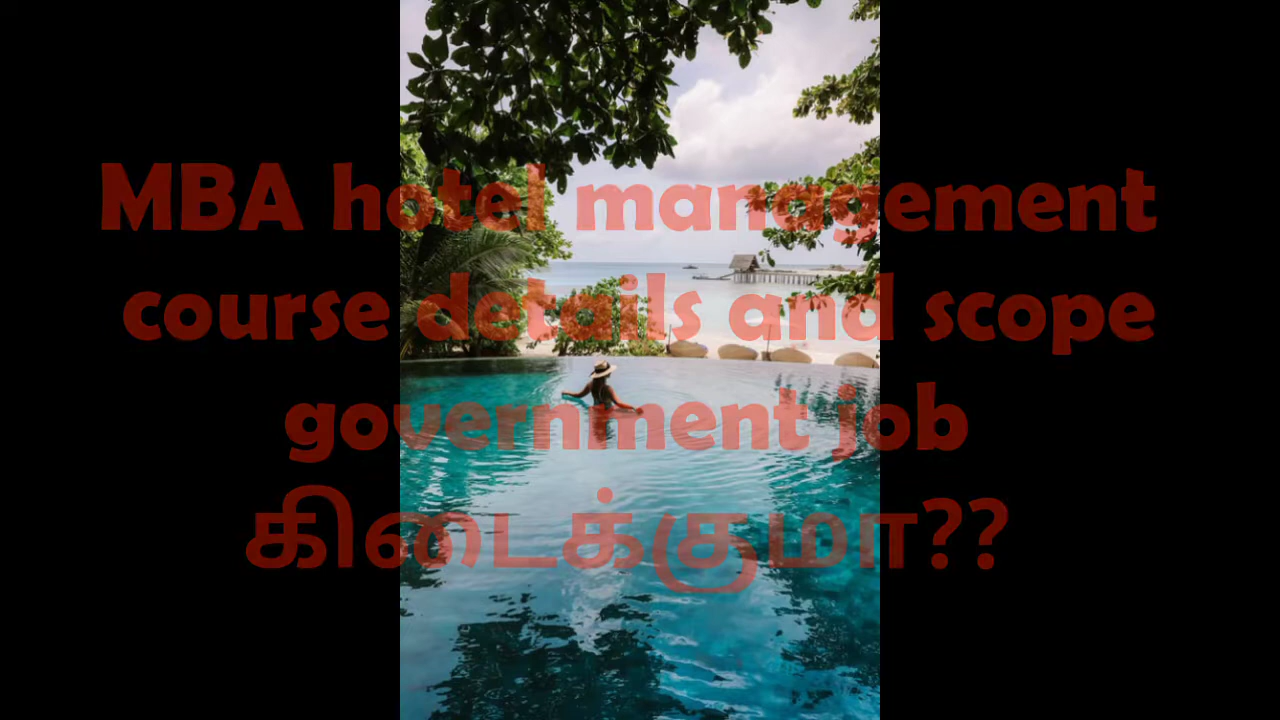 MBA hotel management
course details and scope
government job
கிடைக்குமா??